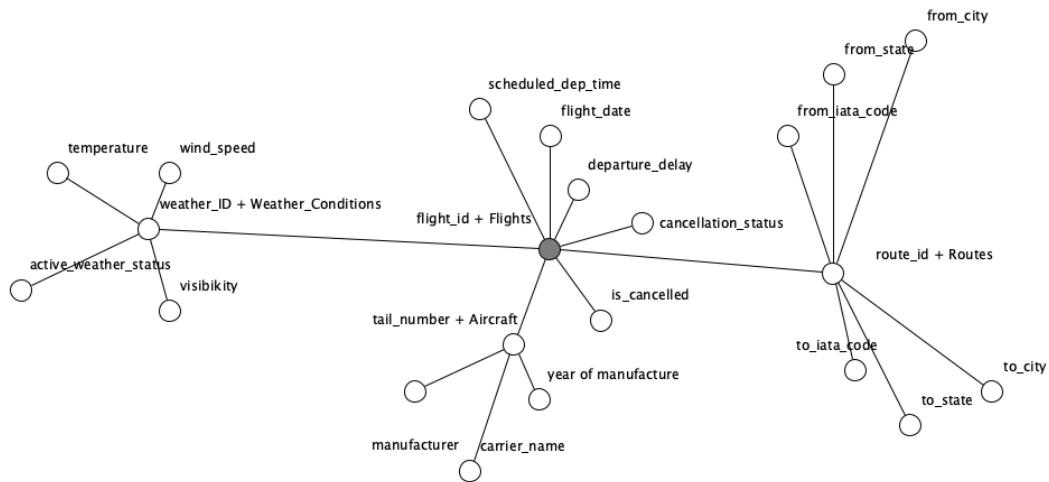 from_city
from_state
scheduled_dep_time
flight_date
from_iata_code
temperature
wind_speed
departure_delay
weather_ID + Weather_Conditions
flight_id + Flights
cancellation_status
route_id + Routes
active_weather_status
visibikity
is_cancelled
tail_number + Aircraft
to_iata_code
year of manufacture
to_city
to_state
manufacturer
carrier_name